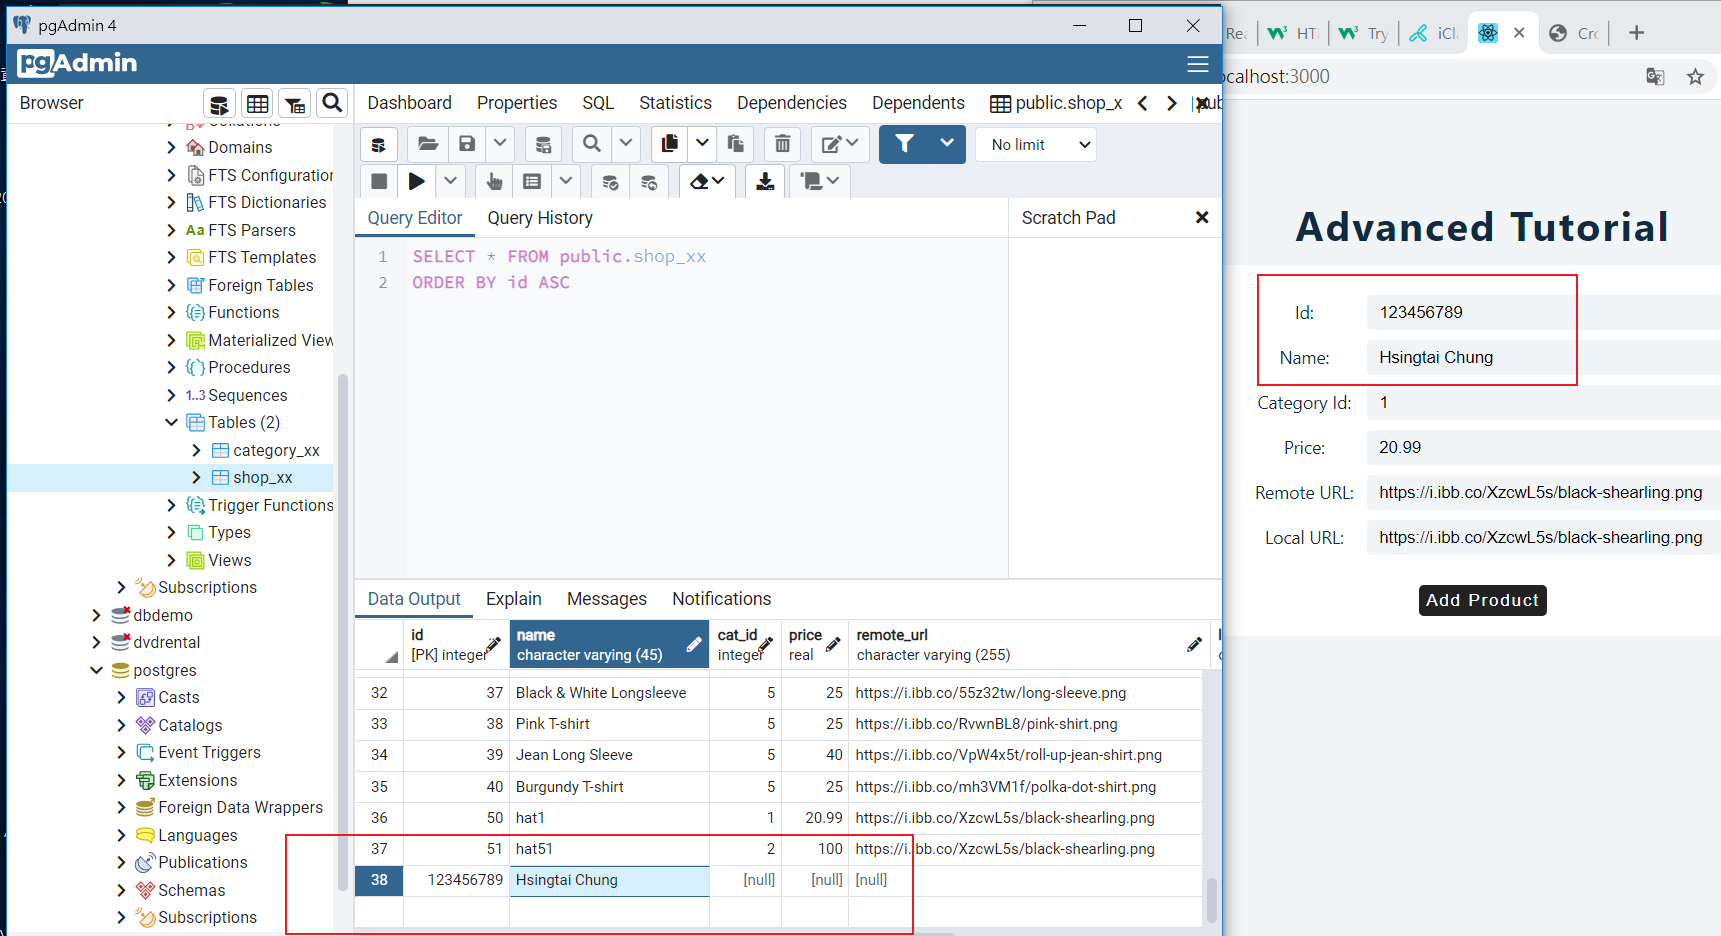 pgAdmin 4
pgAdmin
Browser
Dashboard Properties SQL Statistics Dependencies Dependents public.shop_x
No limit
Domains
FTS Configuration
FTS Dictionaries
Aa FTS Parsers
FTS Templates
Foreign Tables
Functions
Materialized View
Procedures
1..3 Sequences
Tables (2)
category_xx
shop_xx
Trigger Functions
Types
Views
Subscriptions
dbdemo
dvdrental
postgres
Casts
Catalogs
Event Triggers
Extensions
Foreign Data Wrappers
Languages
Publications
Schemas
Subscriptions
Query Editor Query History
Scratch Pad
1 SELECT * FROM public.shop_xx
2 ORDER BY id ASC
Data Output Explain Messages Notifications
id name cat_id price remote_url
[PK] integer character varying (45) integer real character varying (255)
32 37 Black & White Longsleeve 5 25 https://i.ibb.co/55z32tw/long-sleeve.png
33 38 Pink T-shirt 5 25 https://i.ibb.co/RvwnBL8/pink-shirt.png
34 39 Jean Long Sleeve 5 40 https://i.ibb.co/VpW4x5t/roll-up-jean-shirt.png
35 40 Burgundy T-shirt 5 25 https://i.ibb.co/mh3VM1f/polka-dot-shirt.png
36 50 hat1 1 20.99 https://i.ibb.co/XzcwL5s/black-shearling.png
37 51 hat51 2 100 https://i.ibb.co/XzcwL5s/black-shearling.png
38 123456789 Hsingtai Chung [null] [null] [null]
HT Try iCl Cr
calhost:3000
Advanced Tutorial
Id: 123456789
Name: Hsingtai Chung
Category Id: 1
Price: 20.99
Remote URL: https://i.ibb.co/XzcwL5s/black-shearling.png
Local URL: https://i.ibb.co/XzcwL5s/black-shearling.png
Add Product